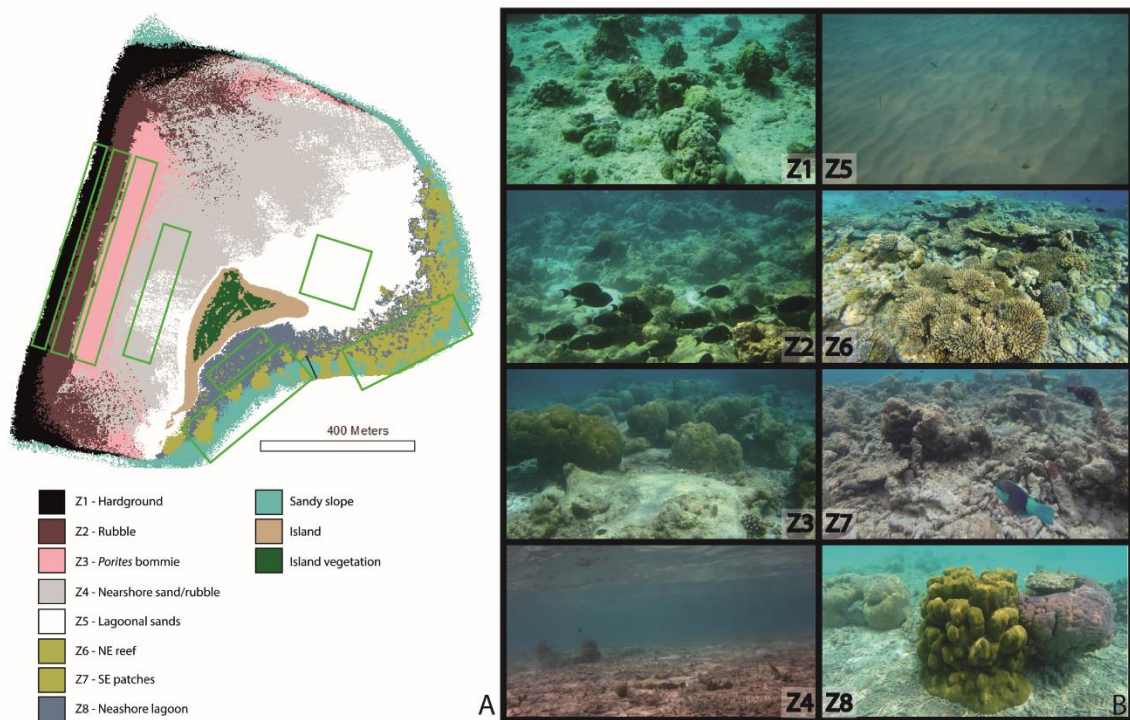 400 Meters
Z1 - Hardground
Z2 - Rubble
Z3 - Porites bommie
Z4 - Nearshore sand/rubble
Z5 - Lagoonal sands
Z6 - NE reef
Z7 - SE patches
Z8 - Neashore lagoon
Sandy slope
Island
Island vegetation
A
Z1
Z5
Z2
Z6
Z3
Z7
Z4
Z8
B